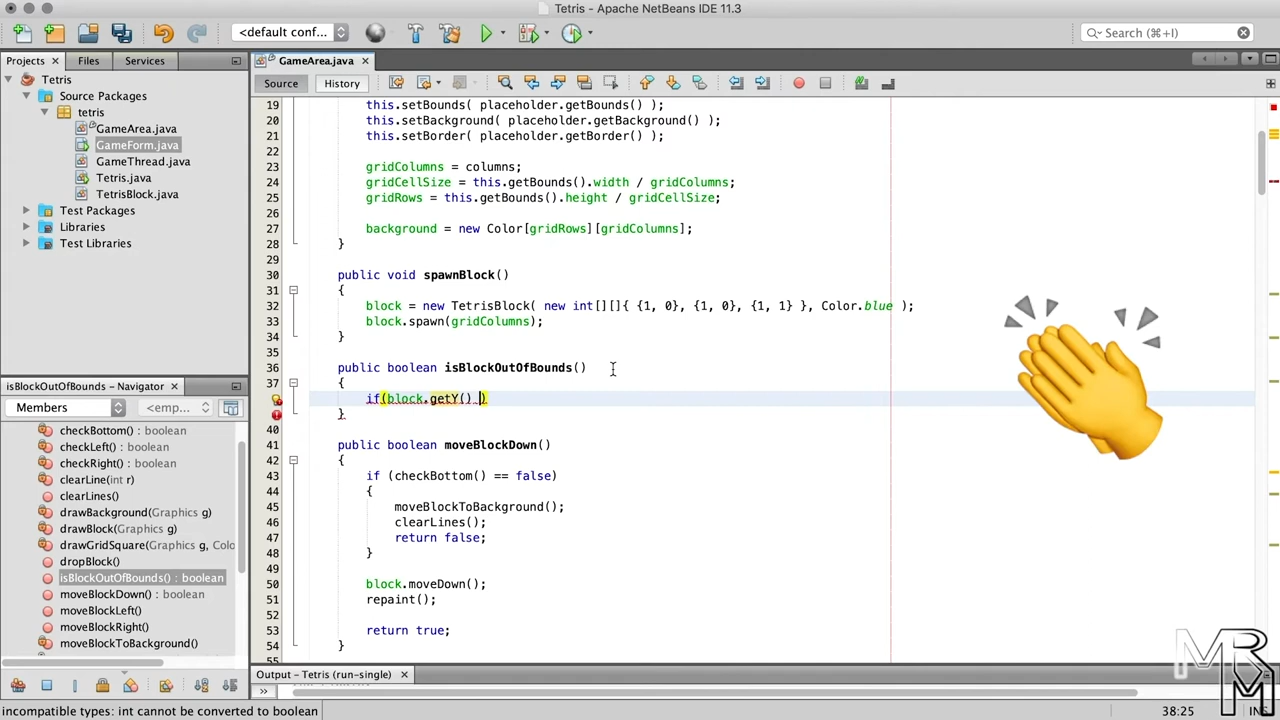 Tetris - Apache NetBeans IDE 11.3
<default conf...
Search (⌘+I)
Projects Files Services
GameArea.java
Source History
Tetris
Source Packages
tetris
GameArea.java
GameForm.java
GameThread.java
Tetris.java
TetrisBlock.java
Test Packages
Libraries
Test Libraries
isBlockOutOfBounds - Navigator
Members <emp...
checkBottom() : boolean
checkLeft() : boolean
checkRight() : boolean
clearLine(int r)
clearLines()
drawBackground(Graphics g)
drawBlock(Graphics g)
drawGridSquare(Graphics g, Colo
dropBlock()
isBlockOutOfBounds() : boolean
moveBlockDown() : boolean
moveBlockLeft()
moveBlockRight()
moveBlockToBackground()
19 this.setBounds( placeholder.getBounds() );
20 this.setBackground( placeholder.getBackground() );
21 this.setBorder( placeholder.getBorder() );
22
23 gridColumns = columns;
24 gridCellSize = this.getBounds().width / gridColumns;
25 gridRows = this.getBounds().height / gridCellSize;
26
27 background = new Color[gridRows][gridColumns];
28 }
29
30 public void spawnBlock()
31 {
32 block = new TetrisBlock( new int[][]{ {1, 0}, {1, 0}, {1, 1} }, Color.blue );
33 block.spawn(gridColumns);
34 }
35
36 public boolean isBlockOutOfBounds()
37 {
if(block.getY() )
}
40
41 public boolean moveBlockDown()
42 {
43 if (checkBottom() == false)
44 {
45 moveBlockToBackground();
46 clearLines();
47 return false;
48 }
49
50 block.moveDown();
51 repaint();
52
53 return true;
54 }
55
Output - Tetris (run-single)
incompatible types: int cannot be converted to boolean
38:25
INS
MRM